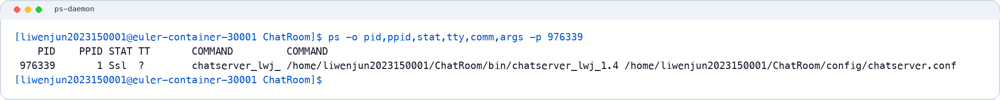 ps-daemon
[liwenjun2023150001@euler-container-30001 ChatRoom]$ ps -o pid,ppid,stat,tty,comm,args -p 976339
    PID    PPID STAT TT       COMMAND         COMMAND
 976339       1 Ssl  ?        chatserver_lwj_ /home/liwenjun2023150001/ChatRoom/bin/chatserver_lwj_1.4 /home/liwenjun2023150001/ChatRoom/config/chatserver.conf
[liwenjun2023150001@euler-container-30001 ChatRoom]$